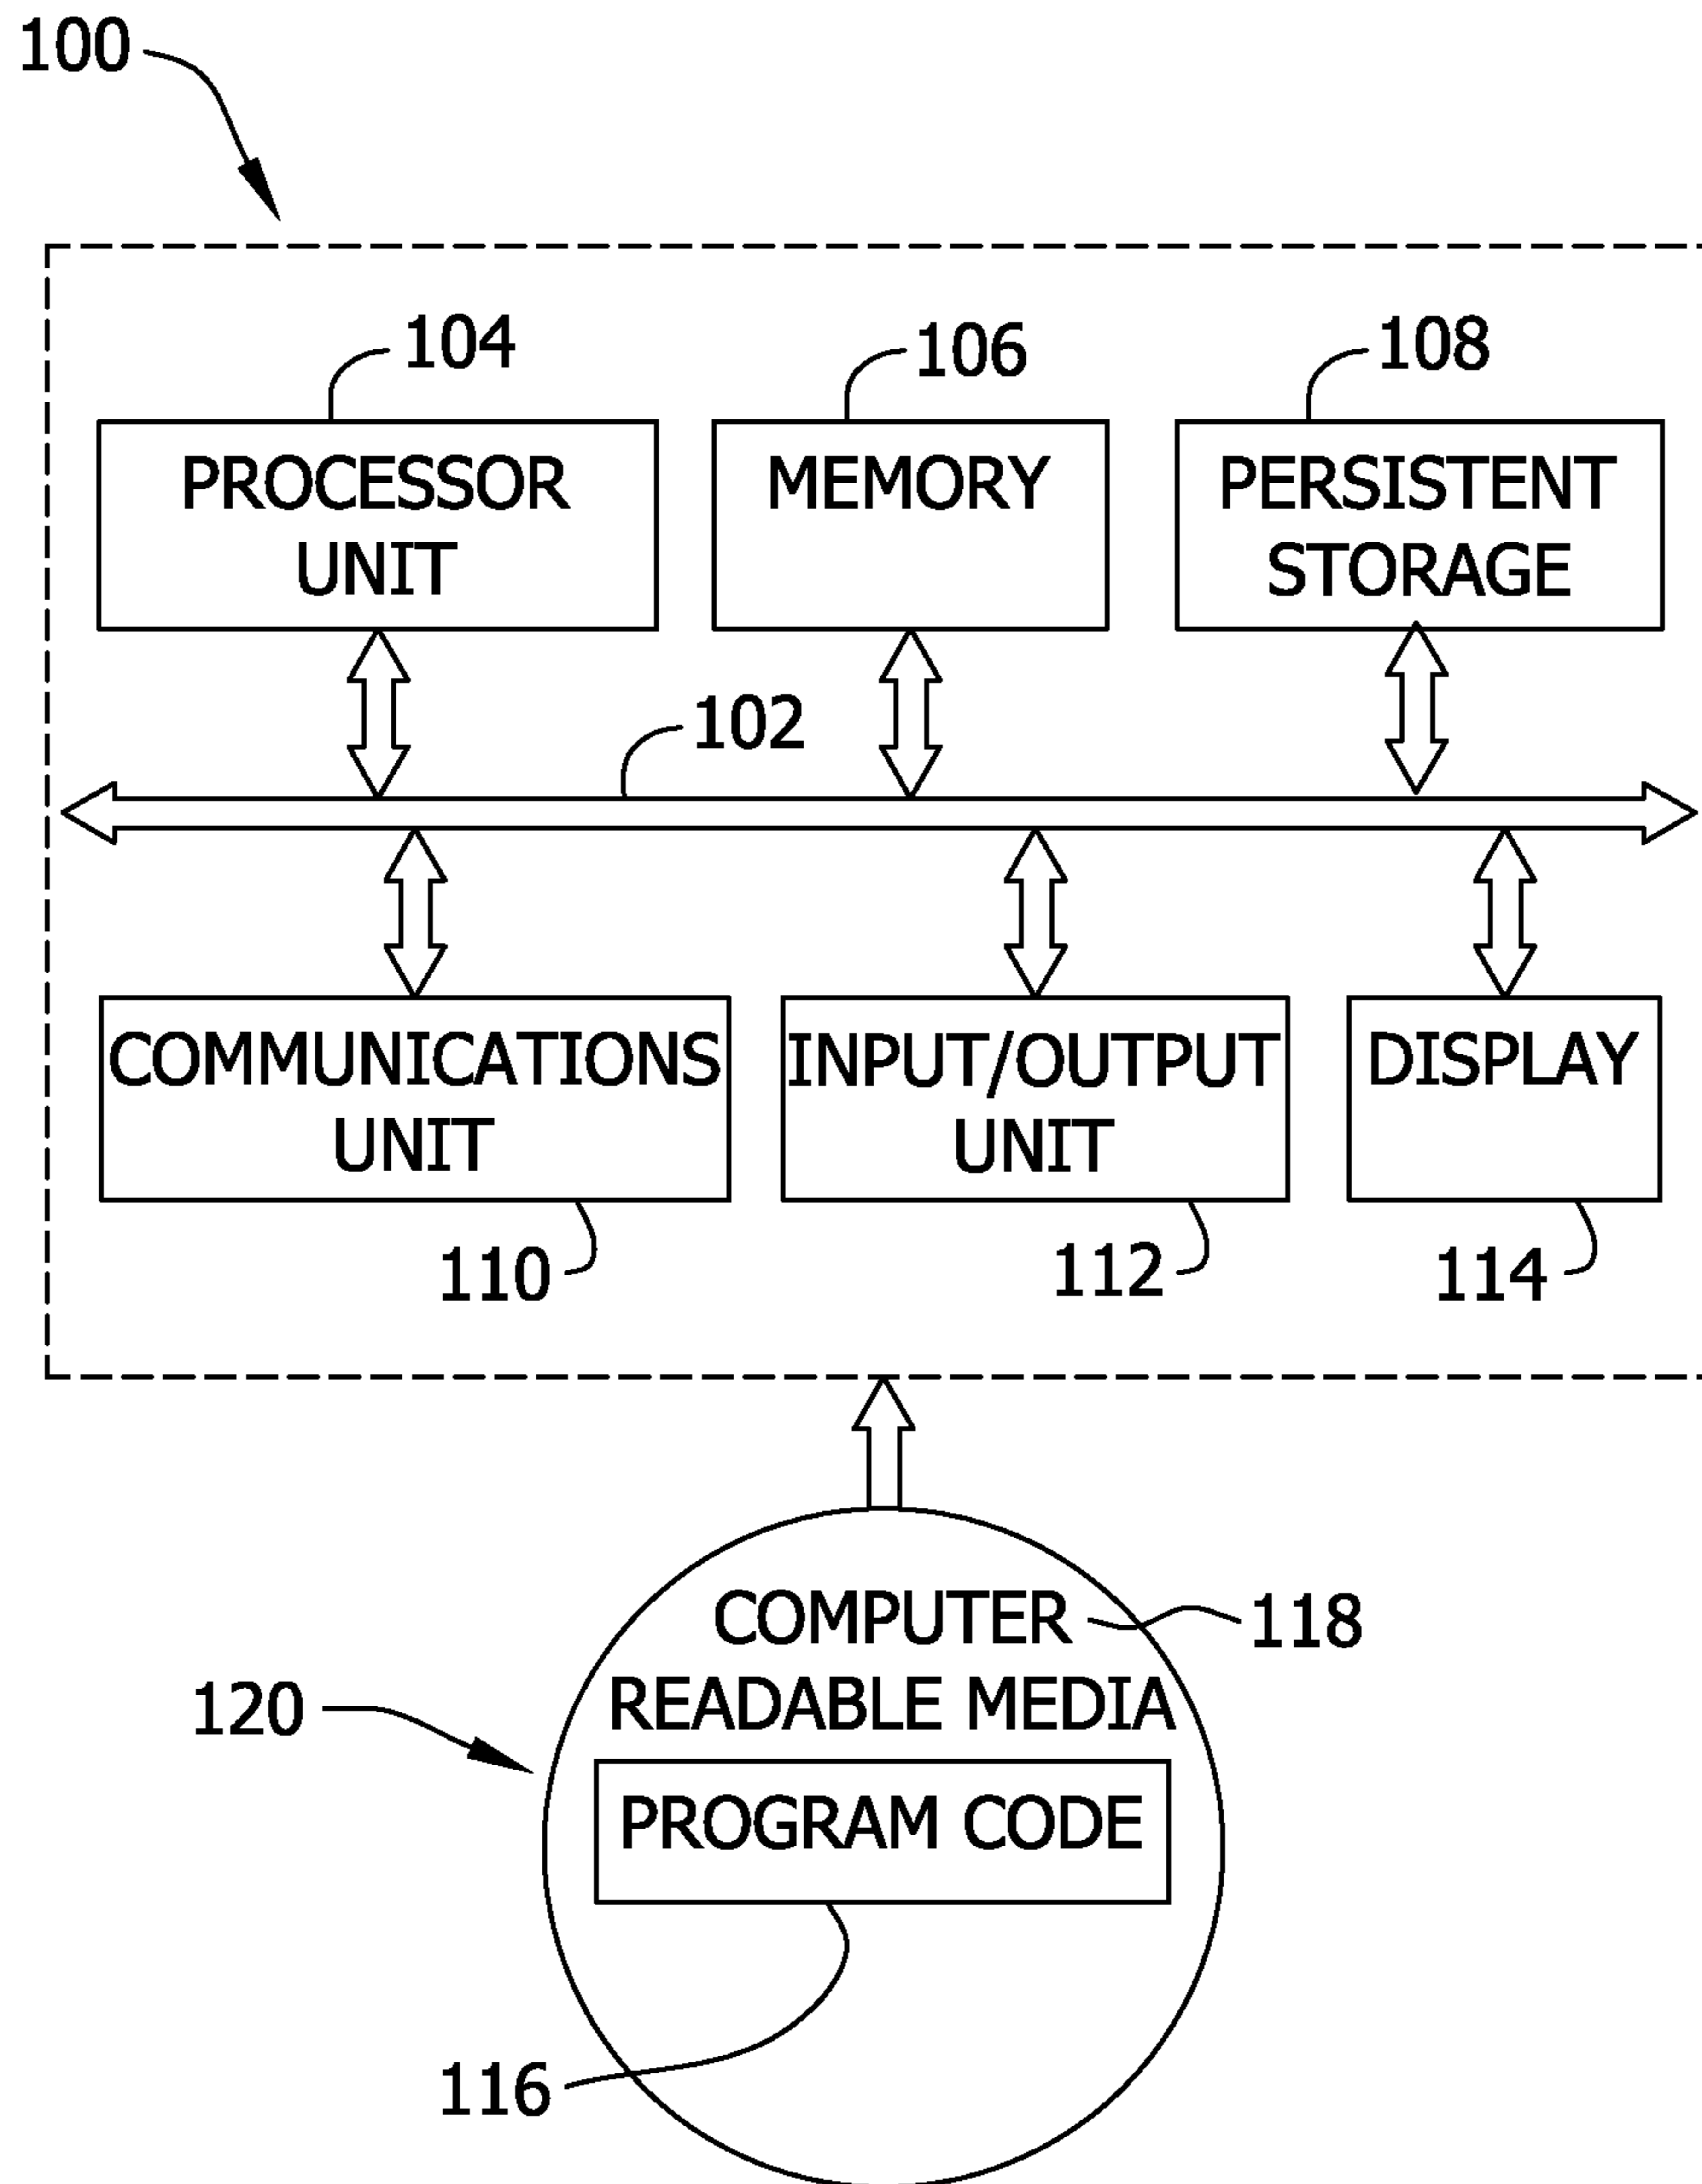 100
104
106
108
PROCESSOR
UNIT
MEMORY
PERSISTENT
STORAGE
102
COMMUNICATIONS
UNIT
INPUT/OUTPUT
UNIT
DISPLAY
110
112
114
COMPUTER
READABLE MEDIA
118
120
PROGRAM CODE
116